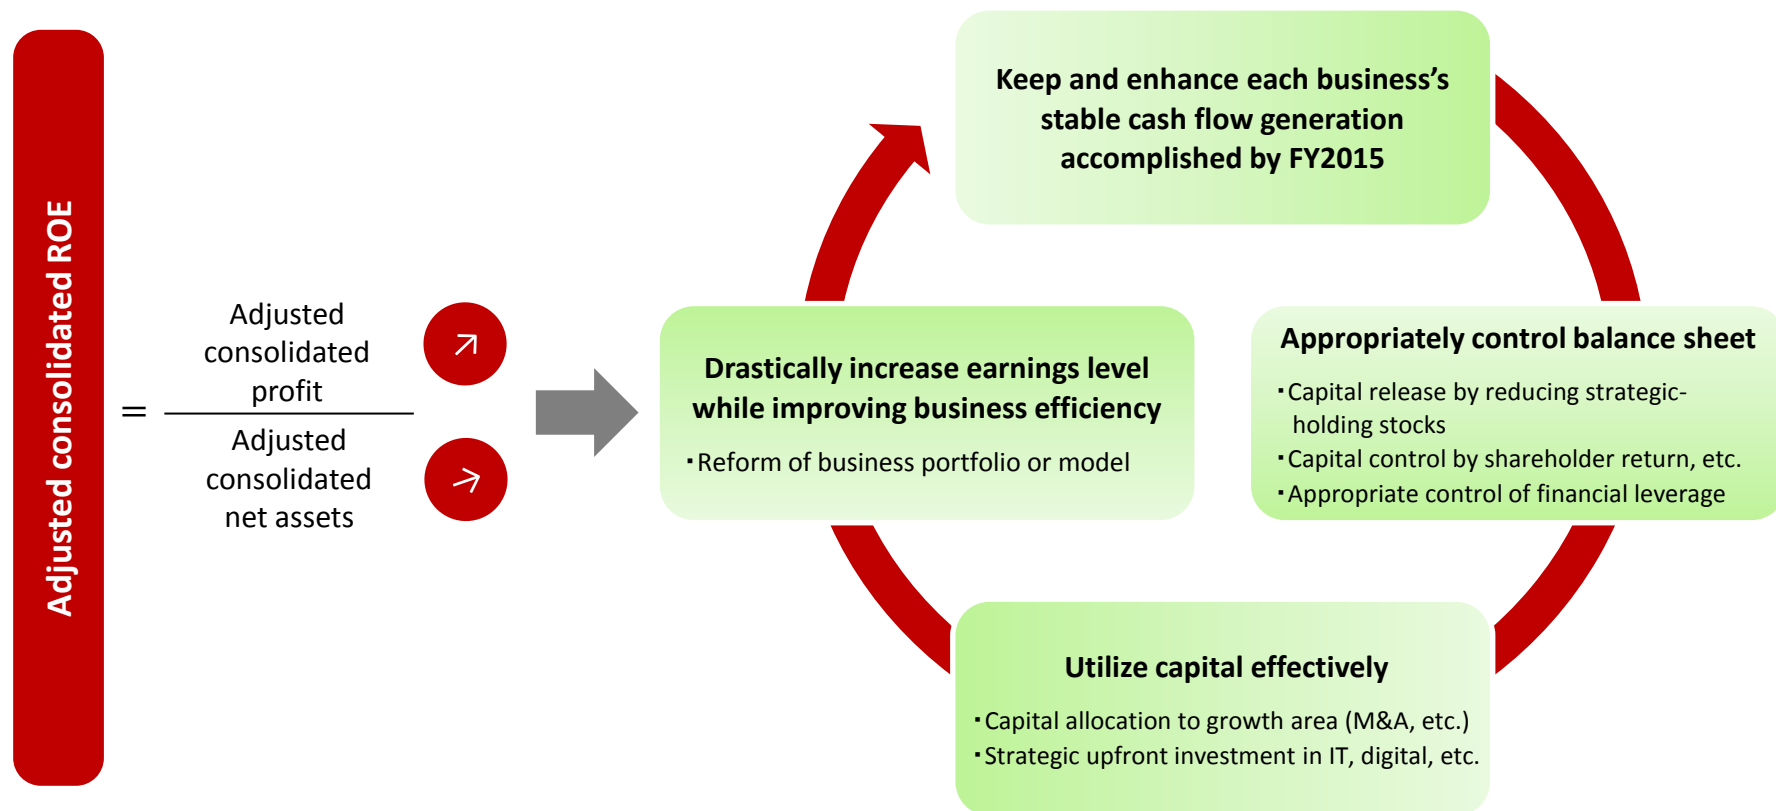 Adjusted consolidated ROE
=
Adjusted
consolidated
profit
Adjusted
consolidated
net assets
Keep and enhance each business's
stable cash flow generation
accomplished by FY2015
Drastically increase earnings level
while improving business efficiency
・Reform of business portfolio or model
Appropriately control balance sheet
・Capital release by reducing strategic-
holding stocks
・Capital control by shareholder return, etc.
・Appropriate control of financial leverage
Utilize capital effectively
・Capital allocation to growth area (M&A, etc.)
・Strategic upfront investment in IT, digital, etc.